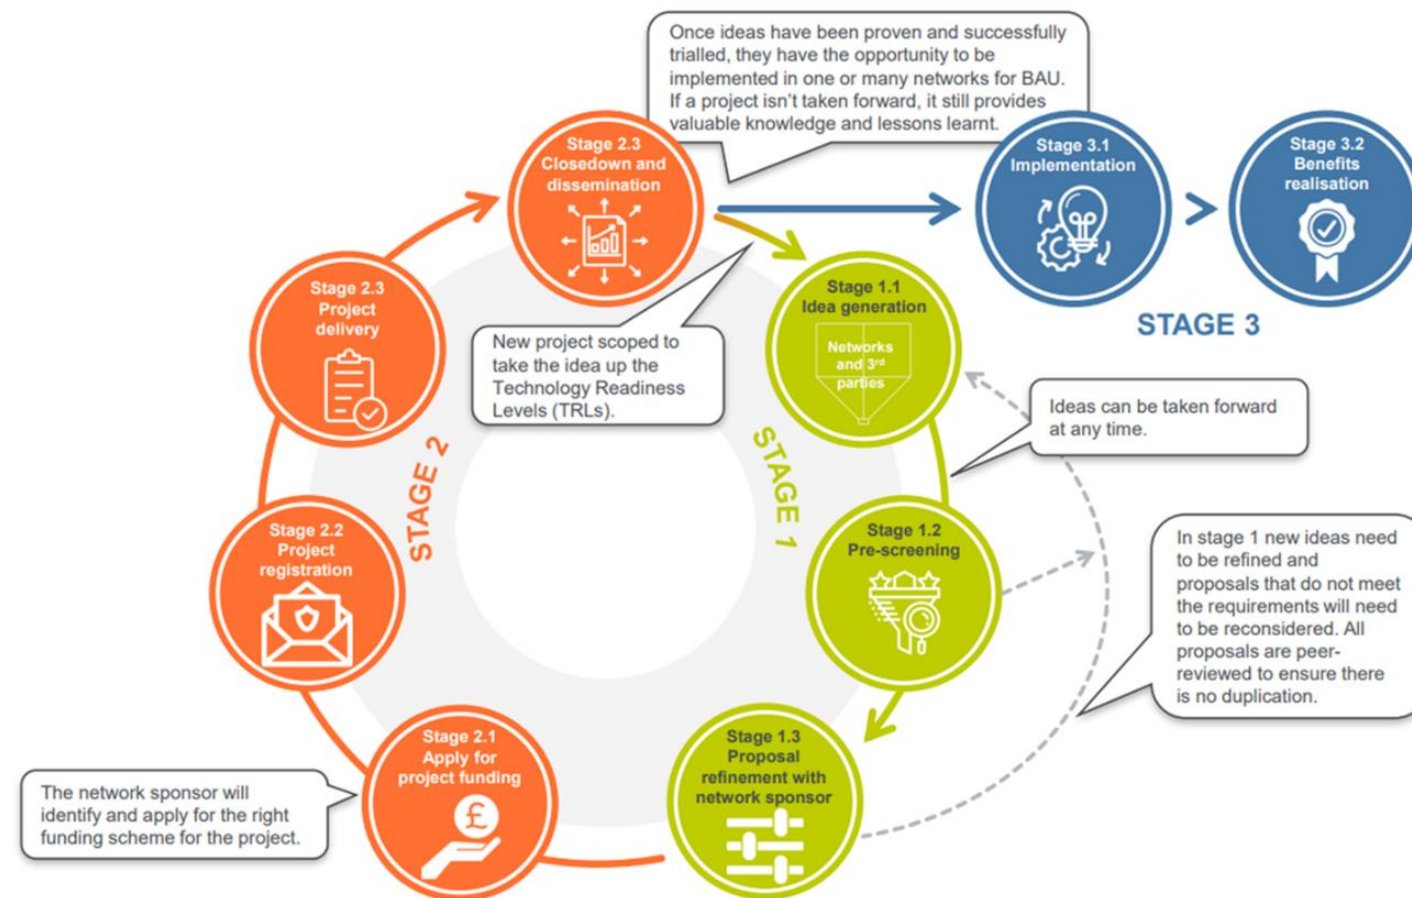 Once ideas have been proven and successfully
trialled, they have the opportunity to be
implemented in one or many networks for BAU.
If a project isn't taken forward, it still provides
valuable knowledge and lessons learnt.
Stage 2.3
Closedown and
dissemination
Stage 3.1
Implementation
Stage 3.2
Benefits
realisation
STAGE 3
Stage 2.3
Project
delivery
New project scoped to
take the idea up the
Technology Readiness
Levels (TRLs).
Stage 1.1
Idea generation
Networks
and 3rd
parties
Ideas can be taken forward
at any time.
STAGE 2
STAGE 1
Stage 2.2
Project
registration
Stage 1.2
Pre-screening
In stage 1 new ideas need
to be refined and
proposals that do not meet
the requirements will need
to be reconsidered. All
proposals are peer-
reviewed to ensure there
is no duplication.
Stage 2.1
Apply for
project funding
£
Stage 1.3
Proposal
refinement with
network sponsor
The network sponsor will
identify and apply for the right
funding scheme for the project.